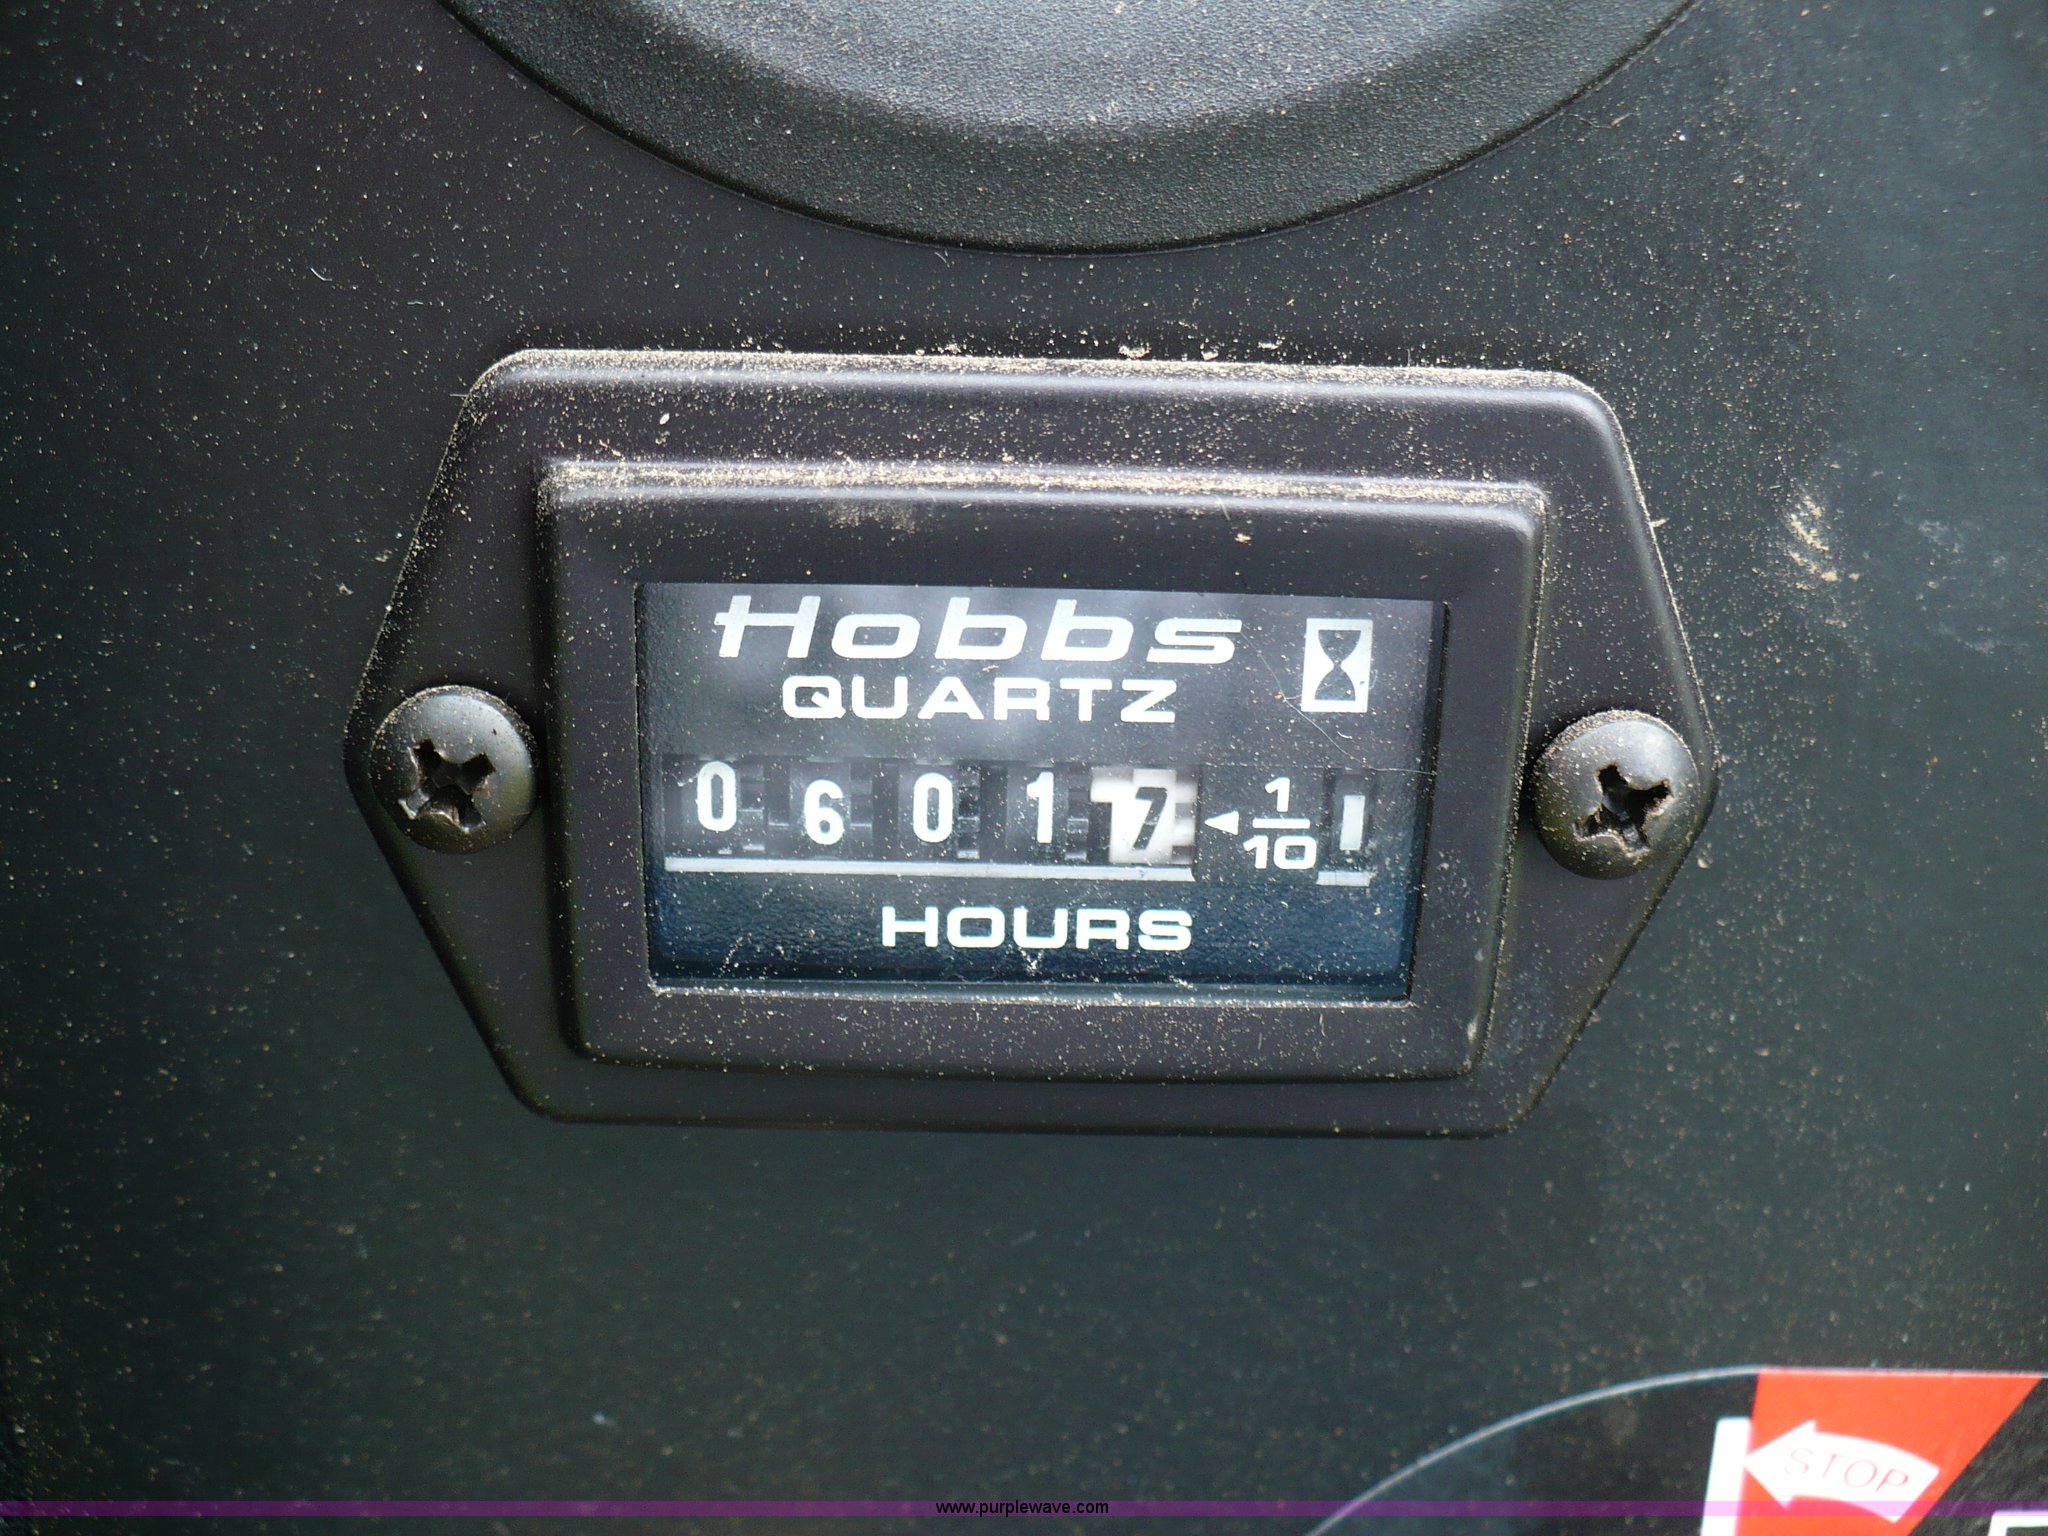 Hobbs
QUARTZ
0 6 0 1 7 ◄ 1/10
HOURS
STOP
www.purplewave.com